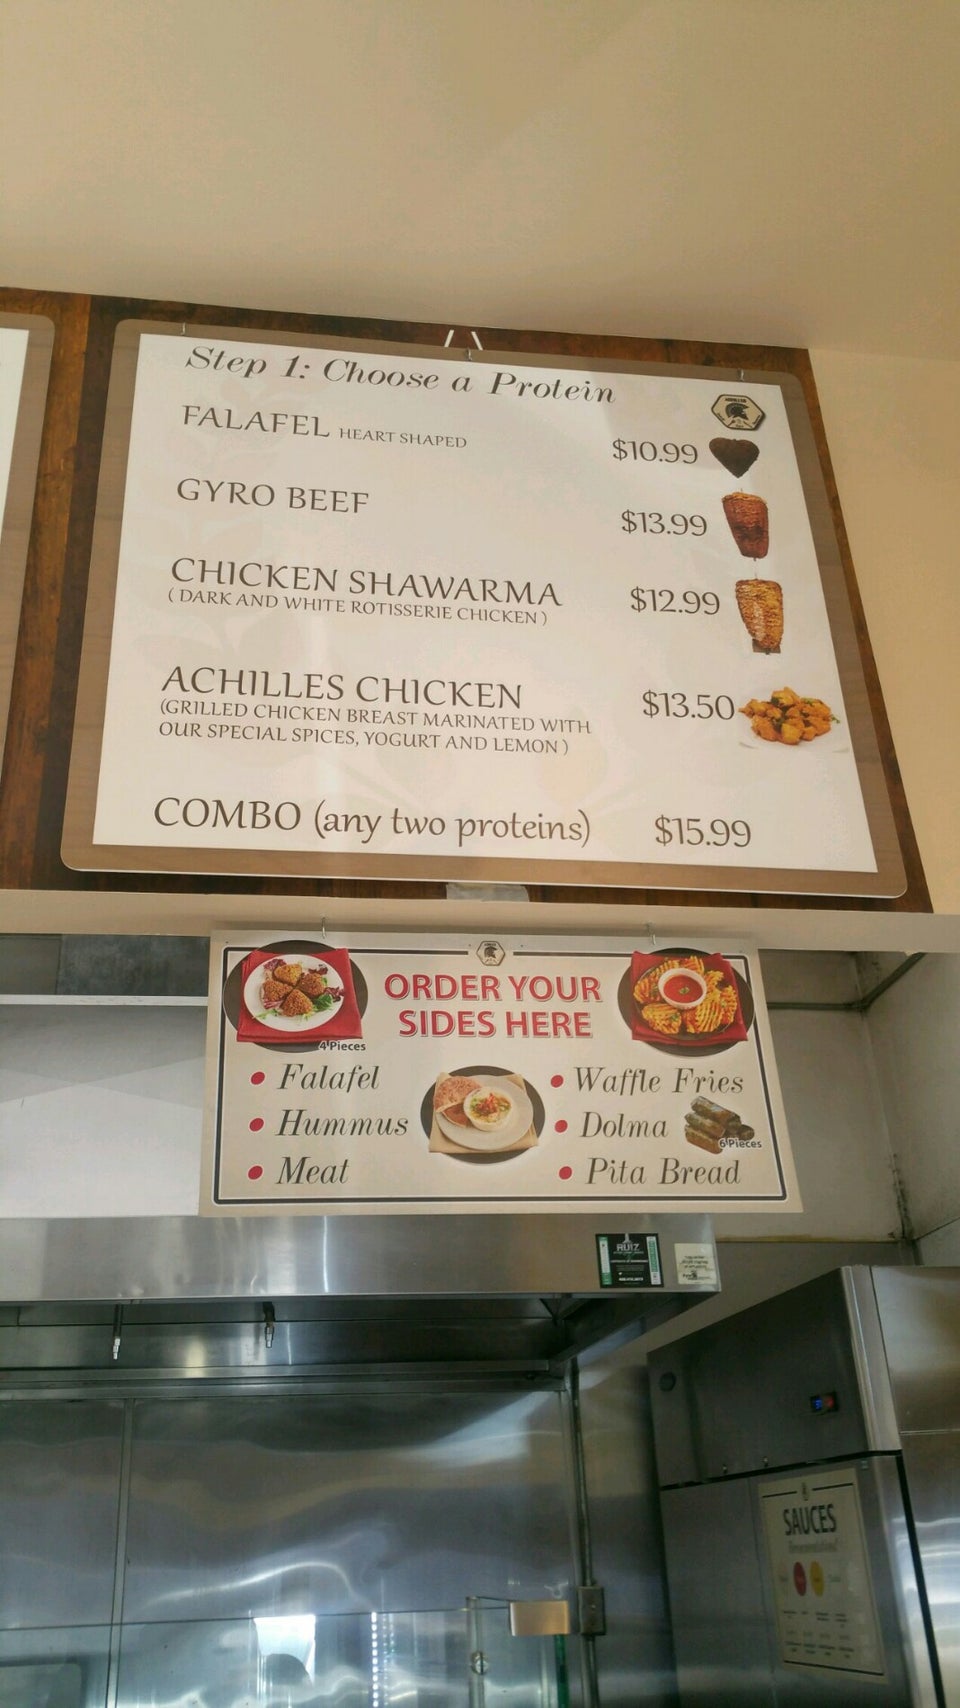 Step 1: Choose a Protein
FALAFEL HEART SHAPED $10.99
GYRO BEEF $13.99
CHICKEN SHAWARMA $12.99
( DARK AND WHITE ROTISSERIE CHICKEN )
ACHILLES CHICKEN $13.50
(GRILLED CHICKEN BREAST MARINATED WITH
OUR SPECIAL SPICES, YOGURT AND LEMON )
COMBO (any two proteins) $15.99
ORDER YOUR
SIDES HERE
4 Pieces
• Falafel
• Hummus
• Meat
• Waffle Fries
• Dolma
6 Pieces
• Pita Bread
RUIZ
SAUCES